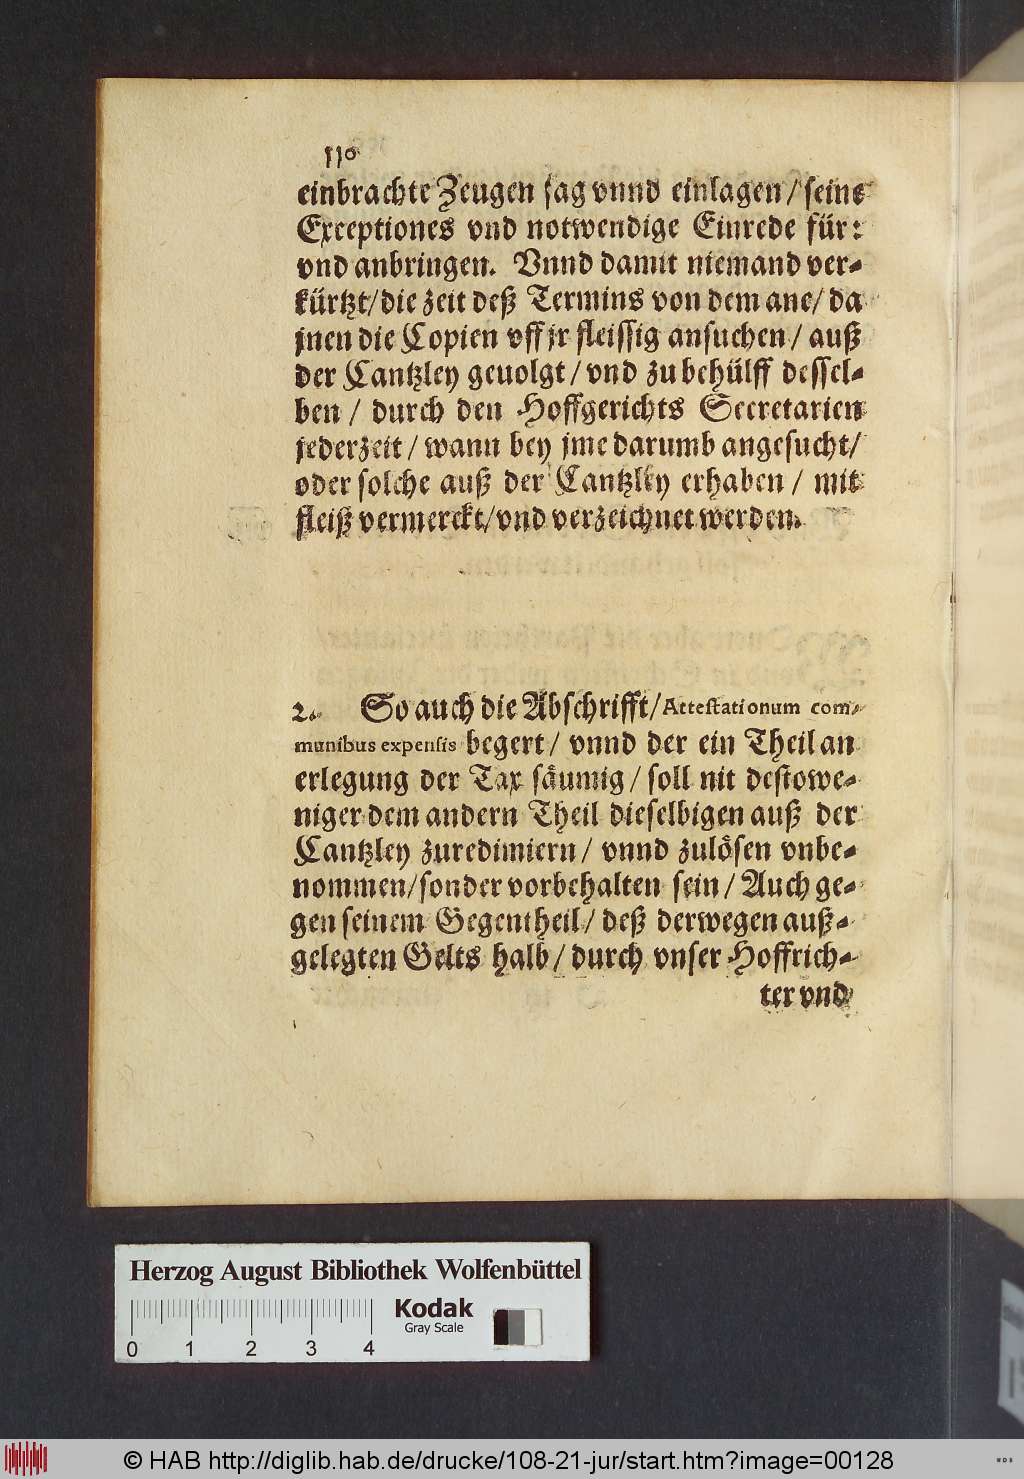 110
einbrachte Zeugen sag vnnd einlagen / seine
Exceptiones vnd notwendige Einrede für:
vnd anbringen. Vnnd damit niemand ver-
kürtzt/die zeit deß Termins von dem ane/ da
jnen die Copien vff jr fleissig ansuchen / auß
der Cantzley geuolgt / vnd zu behülff dessel-
ben / durch den Hoffgerichts Secretarien
jederzeit / wann bey jme darumb angesucht/
oder solche auß der Cantzley erhaben / mit
fleiß vermerckt/vnd verzeichnet werden.
2. So auch die Abschrifft/Attestationum com-
munibus expensis begert / vnnd der ein Theil an
erlegung der Tax säumig / soll nit destowe-
niger dem andern Theil dieselbigen auß der
Cantzley zuredimiern / vnnd zulösen vnbe-
nommen/sonder vorbehalten sein / Auch ge-
gen seinem Gegentheil / deß derwegen auß-
gelegten Gelts halb / durch vnser Hoffrich-
ter vnd
Herzog August Bibliothek Wolfenbüttel
Kodak
Gray Scale
0 1 2 3 4
© HAB http://diglib.hab.de/drucke/108-21-jur/start.htm?image=00128